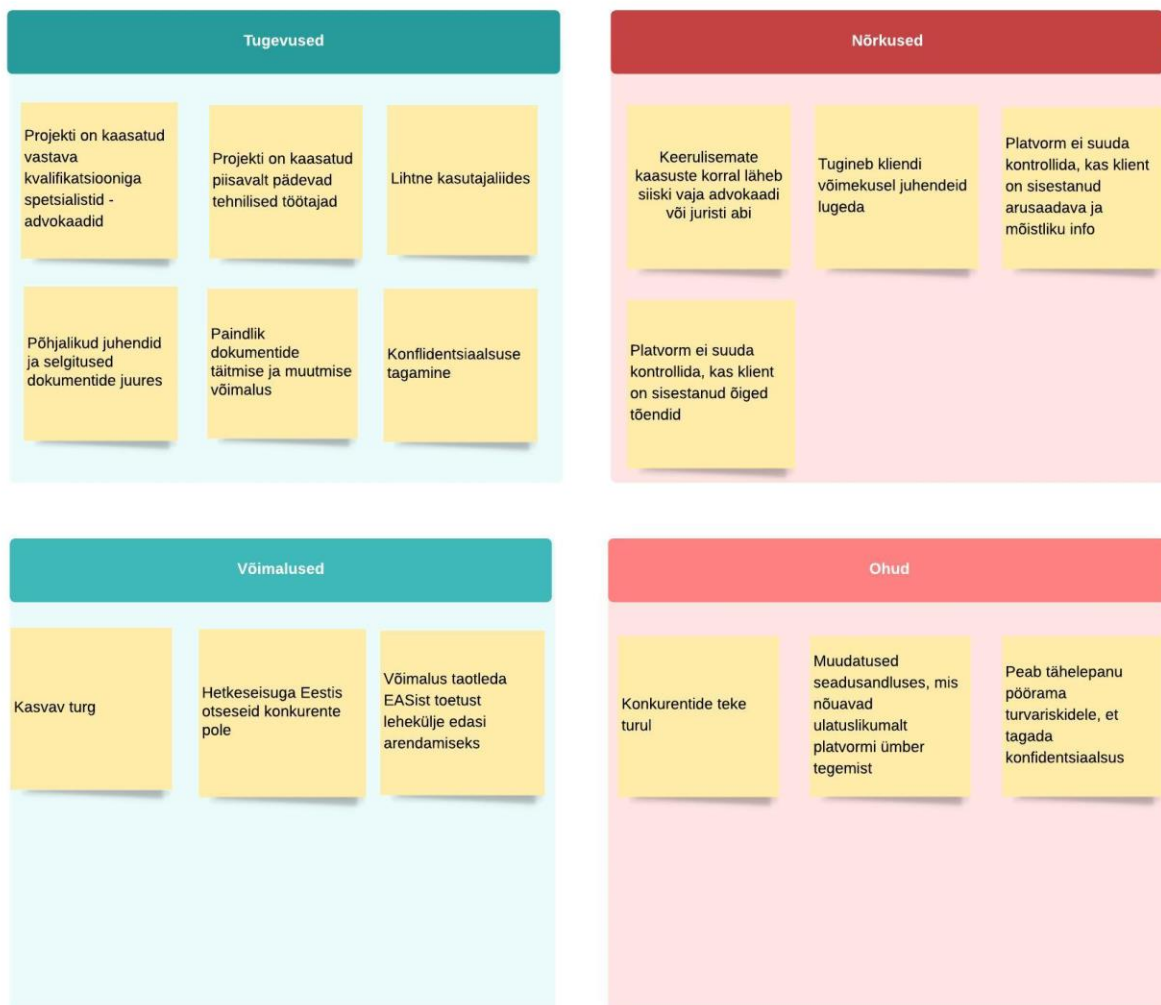 Tugevused
Projekti on kaasatud
vastava
kvalifikatsiooniga
spetsialistid -
advokaadid
Projekti on kaasatud
piisavalt pädevad
tehnilised töötajad
Lihtne kasutajaliides
Põhjalikud juhendid
ja selgitused
dokumentide juures
Paindlik
dokumentide
täitmise ja muutmise
võimalus
Konflidentsiaalsuse
tagamine
Nõrkused
Keerulisemate
kaasuste korral läheb
siiski vaja advokaadi
või juristi abi
Tugineb kliendi
võimekusel juhendeid
lugeda
Platvorm ei suuda
kontrollida, kas klient
on sisestanud
arusaadava ja
mõistliku info
Platvorm ei suuda
kontrollida, kas klient
on sisestanud õiged
tõendid
Võimalused
Kasvav turg
Hetkeseisuga Eestis
otseseid konkurente
pole
Võimalus taotleda
EASist toetust
lehekülje edasi
arendamiseks
Ohud
Konkurentide teke
turul
Muudatused
seadusandluses, mis
nõuavad
ulatuslikumalt
platvormi ümber
tegemist
Peab tähelepanu
pöörama
turvariskidele, et
tagada
konfidentsiaalsus